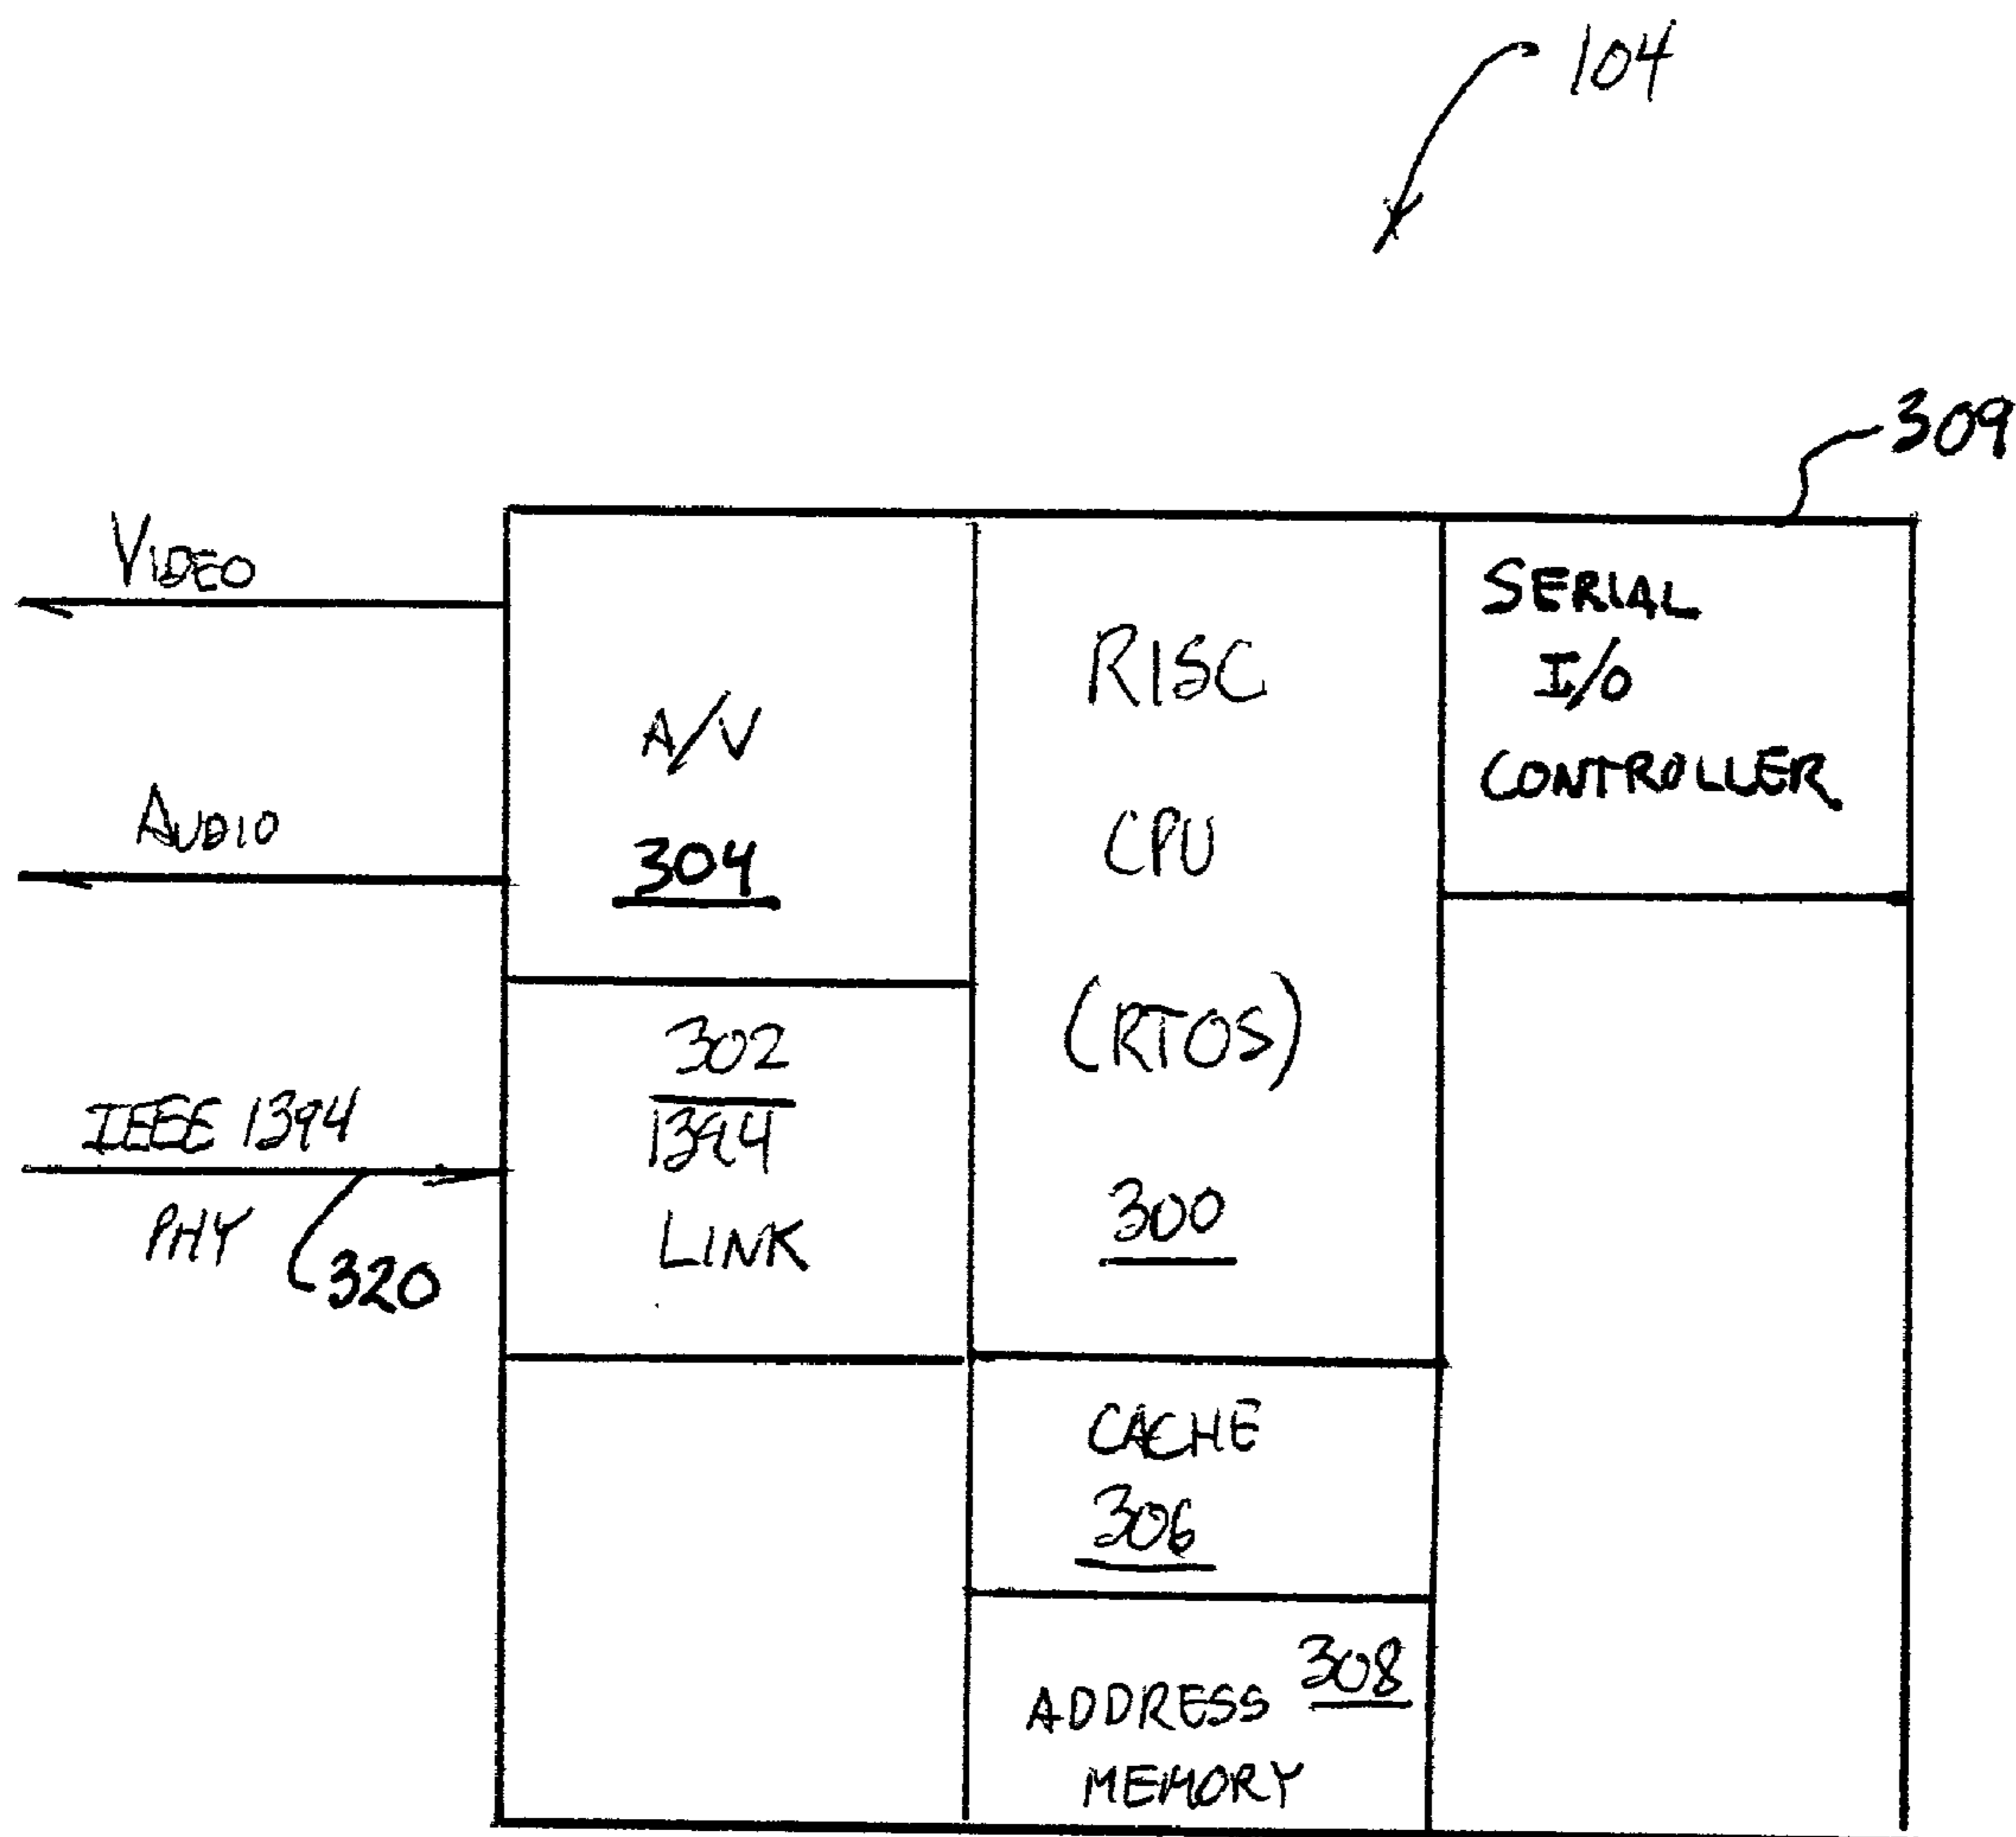 104
309
VIDEO
AUDIO
IEEE 1394
PHY
320
A/V
304
302
1394
LINK
RISC
CPU
(RTOS)
300
CACHE
306
ADDRESS 308
MEMORY
SERIAL
I/O
CONTROLLER